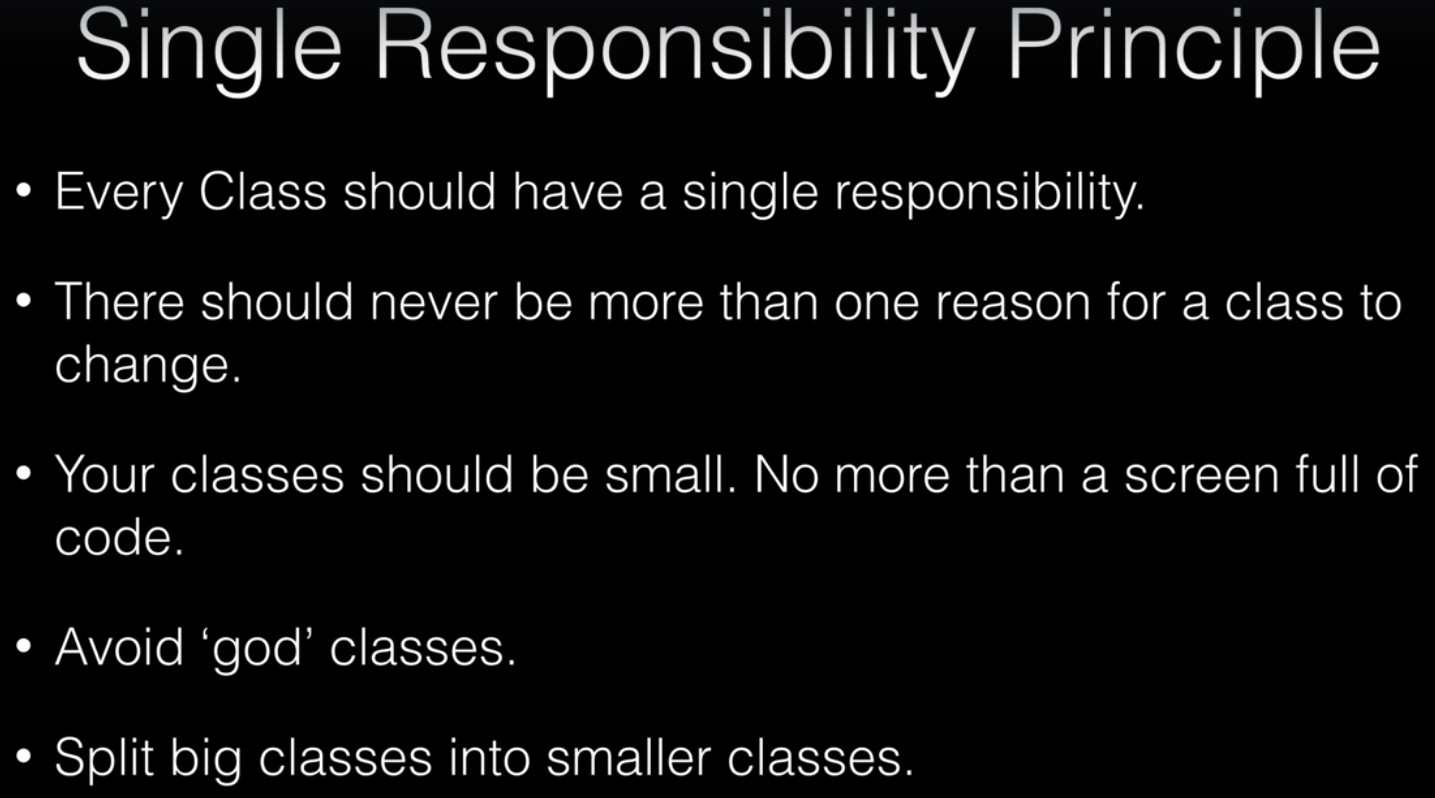 Single Responsibility Principle
• Every Class should have a single responsibility.
• There should never be more than one reason for a class to
change.
• Your classes should be small. No more than a screen full of
code.
• Avoid ‘god’ classes.
• Split big classes into smaller classes.